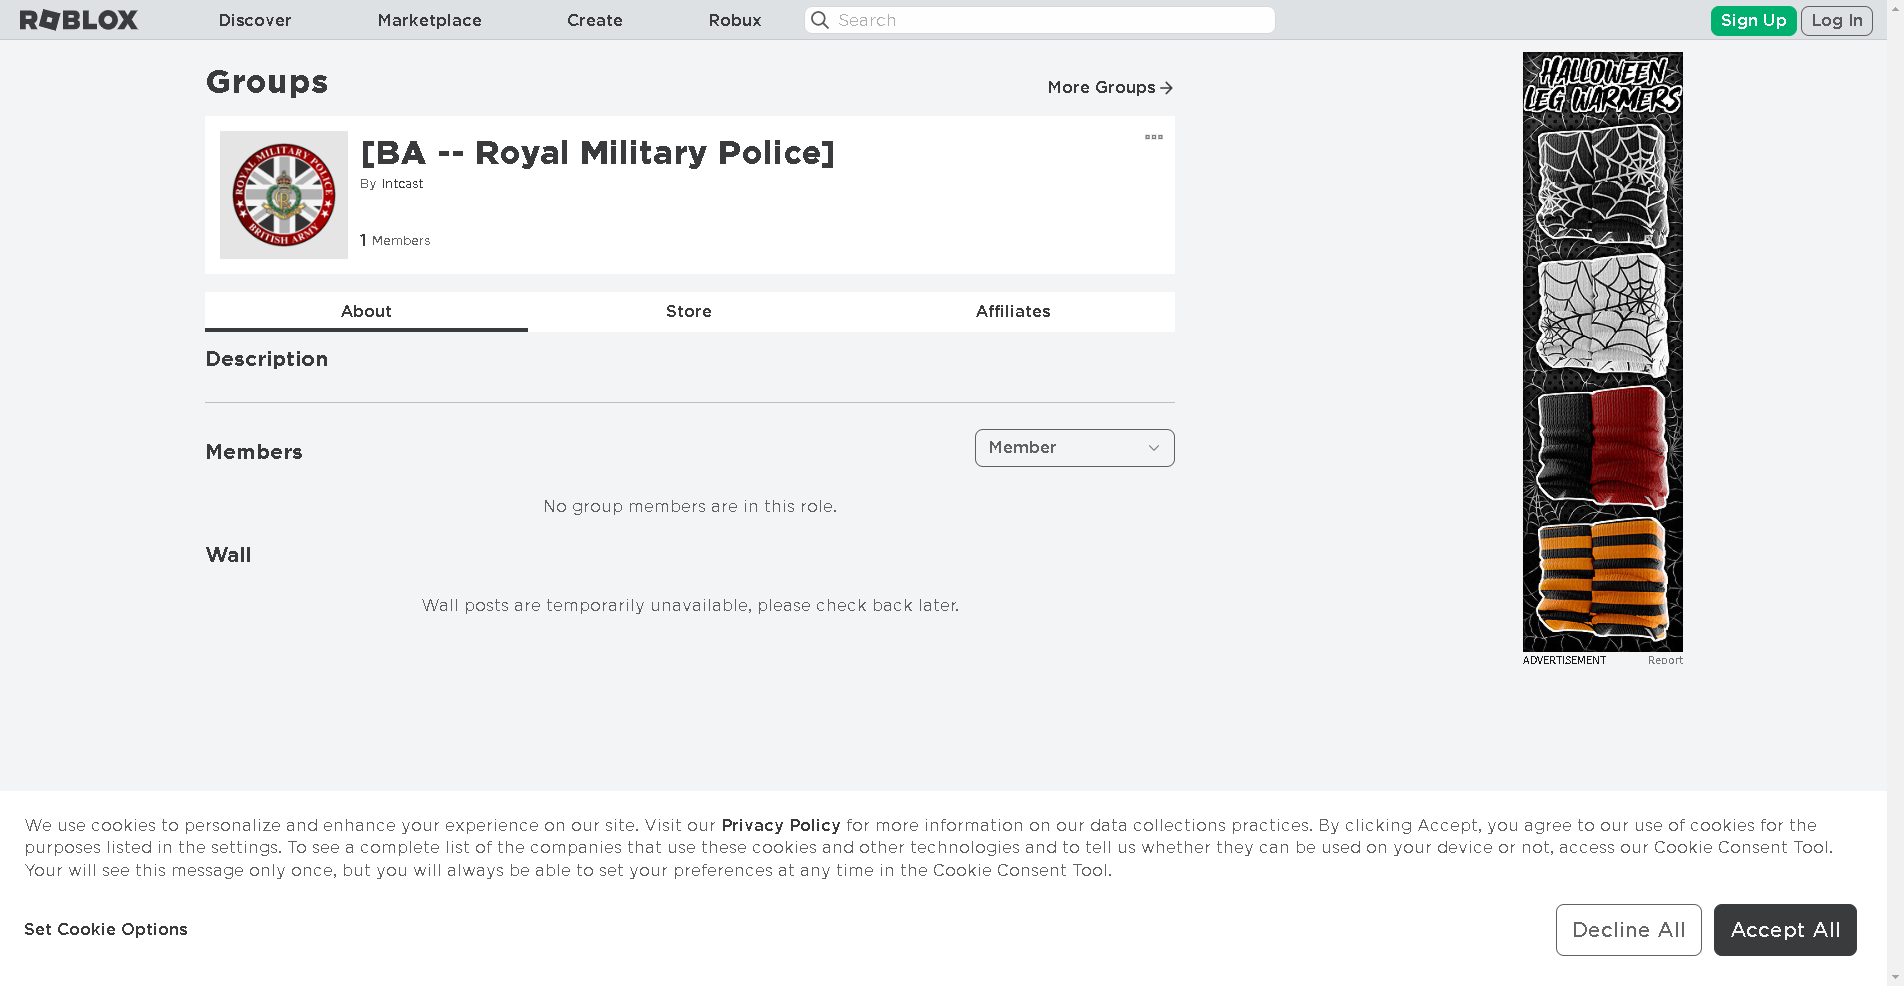 ROBLOX Discover Marketplace Create Robux Search Sign Up Log In
Groups
More Groups
[BA -- Royal Military Police]
By Intcast
1 Members
ROYAL MILITARY POLICE
BRITISH ARMY
About Store Affiliates
Description
Members
Member
No group members are in this role.
Wall
Wall posts are temporarily unavailable, please check back later.
HALLOWEEN
LEG WARMERS
ADVERTISEMENT Report
We use cookies to personalize and enhance your experience on our site. Visit our Privacy Policy for more information on our data collections practices. By clicking Accept, you agree to our use of cookies for the
purposes listed in the settings. To see a complete list of the companies that use these cookies and other technologies and to tell us whether they can be used on your device or not, access our Cookie Consent Tool.
Your will see this message only once, but you will always be able to set your preferences at any time in the Cookie Consent Tool.
Set Cookie Options
Decline All
Accept All